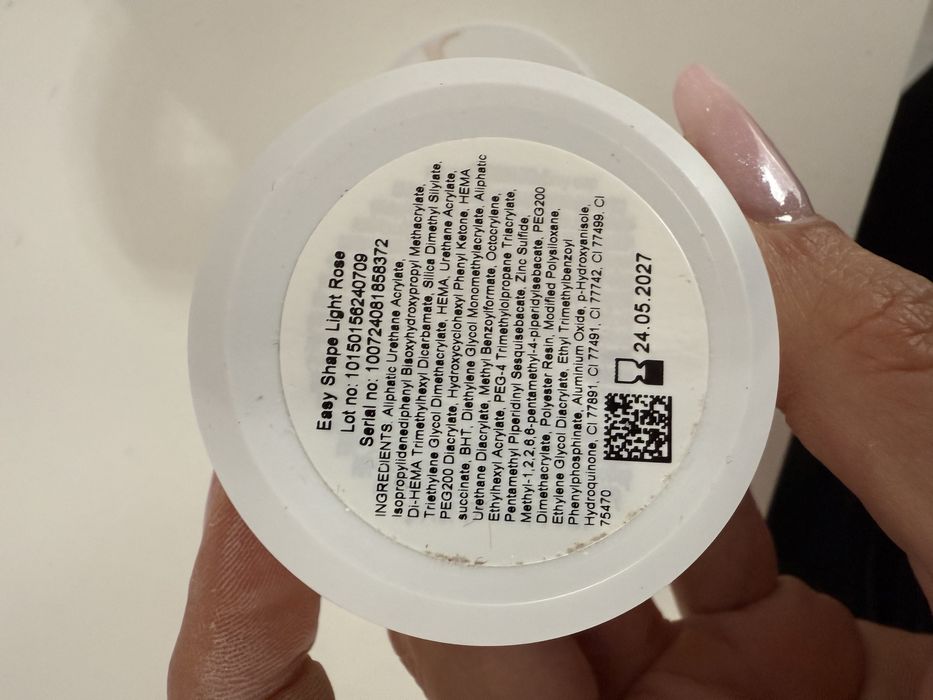 Easy Shape Light Rose
Lot no: 10150156240709
Serial no: 100724081858372
INGREDIENTS: Aliphatic Urethane Acrylate,
Isopropylidenediphenyl Bisoxyhydroxypropyl Methacrylate,
Di-HEMA Trimethylhexyl Dicarbamate, Silica Dimethyl Silylate,
Triethylene Glycol Dimethacrylate, HEMA, Urethane Acrylate,
PEG200 Diacrylate, Hydroxycyclohexyl Phenyl Ketone, HEMA
succinate, BHT, Diethylene Glycol Monomethylacrylate, Aliphatic
Urethane Diacrylate, Methyl Benzoylformate, Octocrylene,
Ethylhexyl Acrylate, PEG-4 Trimethylolpropane Triacrylate,
Pentamethyl Piperidinyl Sesquisebacate, Zinc Sulfide,
Methyl-1,2,2,6,6-pentamethyl-4-piperidylsebacate, PEG200
Dimethacrylate, Polyester Resin, Modified Polysiloxane,
Ethylene Glycol Diacrylate, Ethyl Trimethylbenzoyl
Phenylphosphinate, Aluminum Oxide, p-Hydroxyanisole,
Hydroquinone, CI 77891, CI 77491, CI 77742, CI 77499, CI
75470
24.05.2027